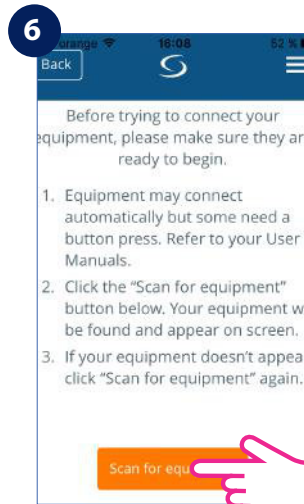 6
orange 16:08 52 %
Back
Before trying to connect your
equipment, please make sure they are
ready to begin.
1. Equipment may connect
automatically but some need a
button press. Refer to your User
Manuals.
2. Click the “Scan for equipment”
button below. Your equipment w
be found and appear on screen.
3. If your equipment doesn’t appea
click “Scan for equipment” again.
Scan for equ